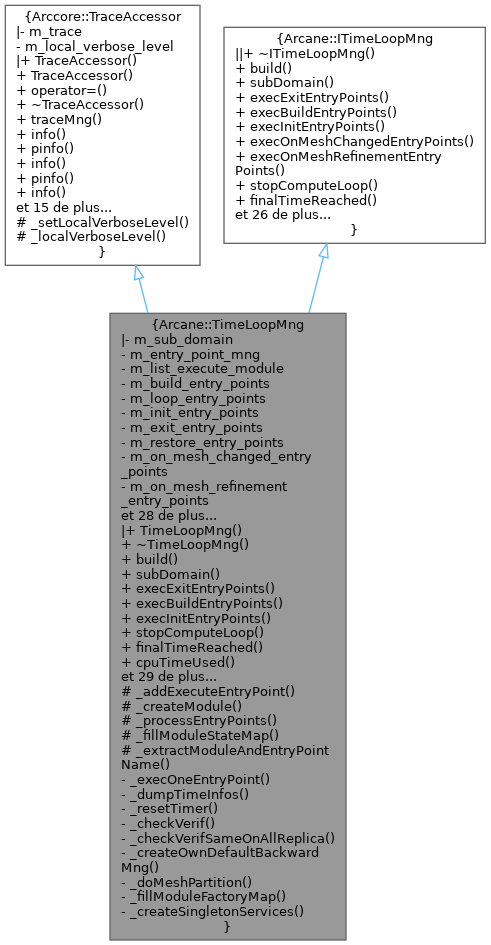 {Arccore::TraceAccessor
|- m_trace
- m_local_verbose_level
|+ TraceAccessor()
+ TraceAccessor()
+ operator=()
+ ~TraceAccessor()
+ traceMng()
+ info()
+ pinfo()
+ info()
+ pinfo()
+ info()
et 15 de plus...
# _setLocalVerboseLevel()
# _localVerboseLevel()
}
{Arcane::ITimeLoopMng
||+ ~ITimeLoopMng()
+ build()
+ subDomain()
+ execExitEntryPoints()
+ execBuildEntryPoints()
+ execInitEntryPoints()
+ execOnMeshChangedEntryPoints()
+ execOnMeshRefinementEntry
Points()
+ stopComputeLoop()
+ finalTimeReached()
et 26 de plus...
}
{Arcane::TimeLoopMng
|- m_sub_domain
- m_entry_point_mng
- m_list_execute_module
- m_build_entry_points
- m_loop_entry_points
- m_init_entry_points
- m_exit_entry_points
- m_restore_entry_points
- m_on_mesh_changed_entry
_points
- m_on_mesh_refinement
_entry_points
et 28 de plus...
|+ TimeLoopMng()
+ ~TimeLoopMng()
+ build()
+ subDomain()
+ execExitEntryPoints()
+ execBuildEntryPoints()
+ execInitEntryPoints()
+ stopComputeLoop()
+ finalTimeReached()
+ cpuTimeUsed()
et 29 de plus...
# _addExecuteEntryPoint()
# _createModule()
# _processEntryPoints()
# _fillModuleStateMap()
# _extractModuleAndEntryPoint
Name()
- _execOneEntryPoint()
- _dumpTimeInfos()
- _resetTimer()
- _checkVerif()
- _checkVerifSameOnAllReplica()
- _createOwnDefaultBackward
Mng()
- _doMeshPartition()
- _fillModuleFactoryMap()
- _createSingletonServices()
}